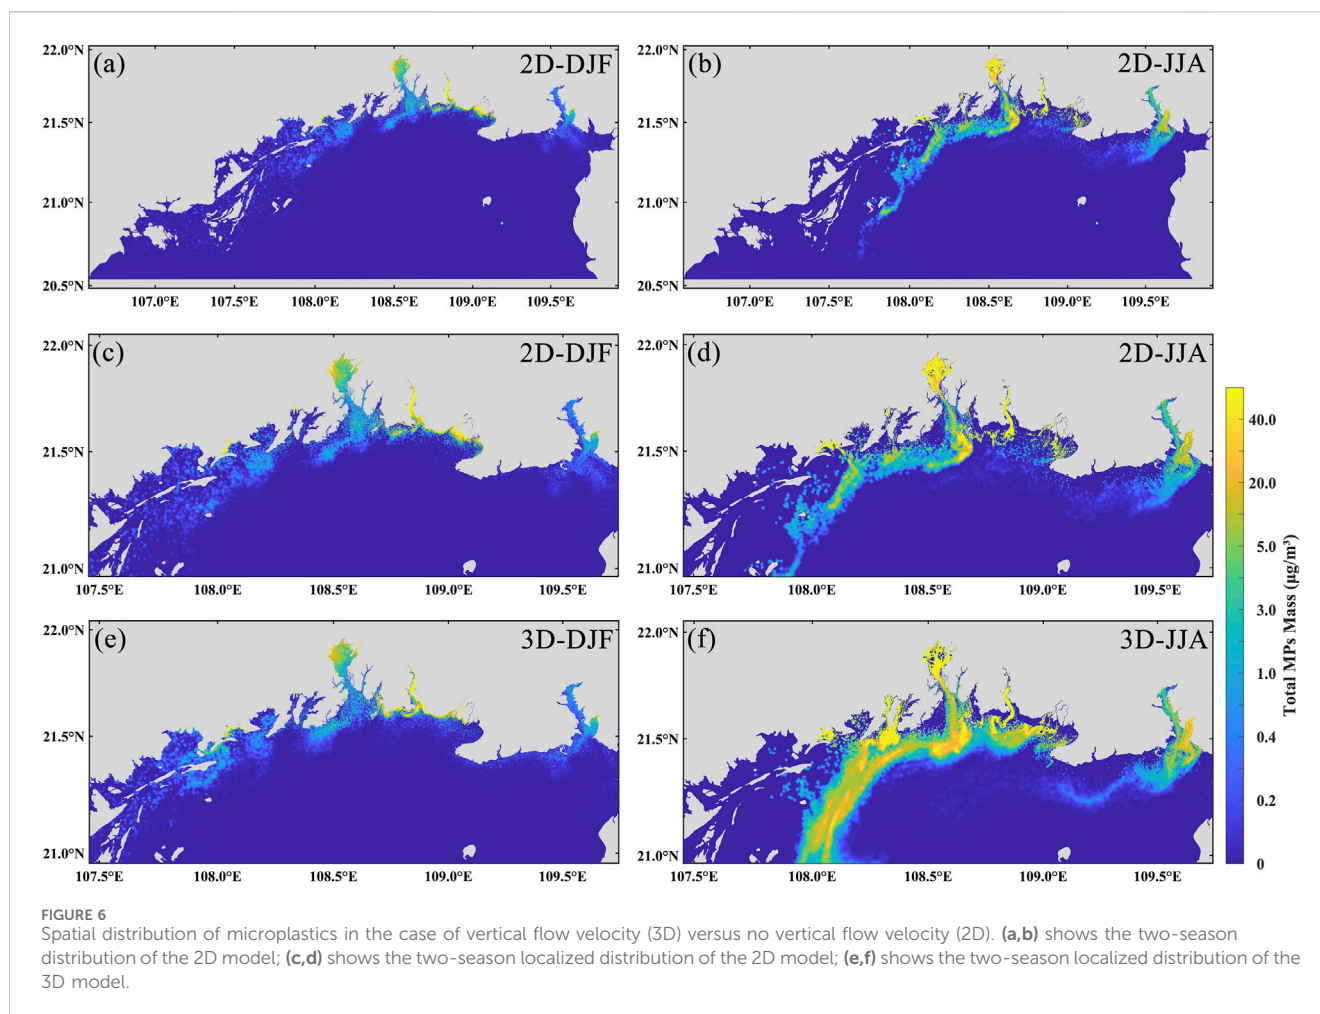 22.0°N
21.5°N
21.0°N
20.5°N
(a)
2D-DJF
107.0°E 107.5°E 108.0°E 108.5°E 109.0°E 109.5°E
22.0°N
21.5°N
21.0°N
20.5°N
(b)
2D-JJA
107.0°E 107.5°E 108.0°E 108.5°E 109.0°E 109.5°E
22.0°N
21.5°N
21.0°N
(c)
2D-DJF
107.5°E 108.0°E 108.5°E 109.0°E 109.5°E
22.0°N
21.5°N
21.0°N
(d)
2D-JJA
107.5°E 108.0°E 108.5°E 109.0°E 109.5°E
22.0°N
21.5°N
21.0°N
(e)
3D-DJF
107.5°E 108.0°E 108.5°E 109.0°E 109.5°E
22.0°N
21.5°N
21.0°N
(f)
3D-JJA
107.5°E 108.0°E 108.5°E 109.0°E 109.5°E
40.0
20.0
5.0
3.0
1.0
0.4
0.2
0
Total MPs Mass (μg/m³)
FIGURE 6
Spatial distribution of microplastics in the case of vertical flow velocity (3D) versus no vertical flow velocity (2D). (a,b) shows the two-season
distribution of the 2D model; (c,d) shows the two-season localized distribution of the 2D model; (e,f) shows the two-season localized distribution of the
3D model.